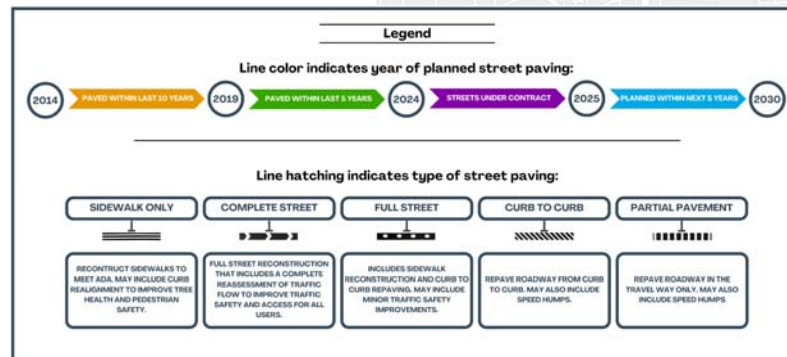 Legend
Line color indicates year of planned street paving:
2014 PAVED WITHIN LAST 10 YEARS 2019 PAVED WITHIN LAST 5 YEARS 2024 STREETS UNDER CONTRACT 2025 PLANNED WITHIN NEXT 5 YEARS 2030
Line hatching indicates type of street paving:
SIDEWALK ONLY
COMPLETE STREET
FULL STREET
CURB TO CURB
PARTIAL PAVEMENT
RECONTRUCT SIDEWALKS TO
MEET ADA. MAY INCLUDE CURB
REALIGNMENT TO IMPROVE TREE
HEALTH AND PEDESTRIAN
SAFETY.
FULL STREET RECONSTRUCTION
THAT INCLUDES A COMPLETE
REASSESSMENT OF TRAFFIC
FLOW TO IMPROVE TRAFFIC
SAFETY AND ACCESS FOR ALL
USERS.
INCLUDES SIDEWALK
RECONSTRUCTION AND CURB TO
CURB REPAVING. MAY INCLUDE
MINOR TRAFFIC SAFETY
IMPROVEMENTS.
REPAVE ROADWAY FROM CURB
TO CURB. MAY ALSO INCLUDE
SPEED HUMPS.
REPAVE ROADWAY IN THE
TRAVEL WAY ONLY. MAY ALSO
INCLUDE SPEED HUMPS